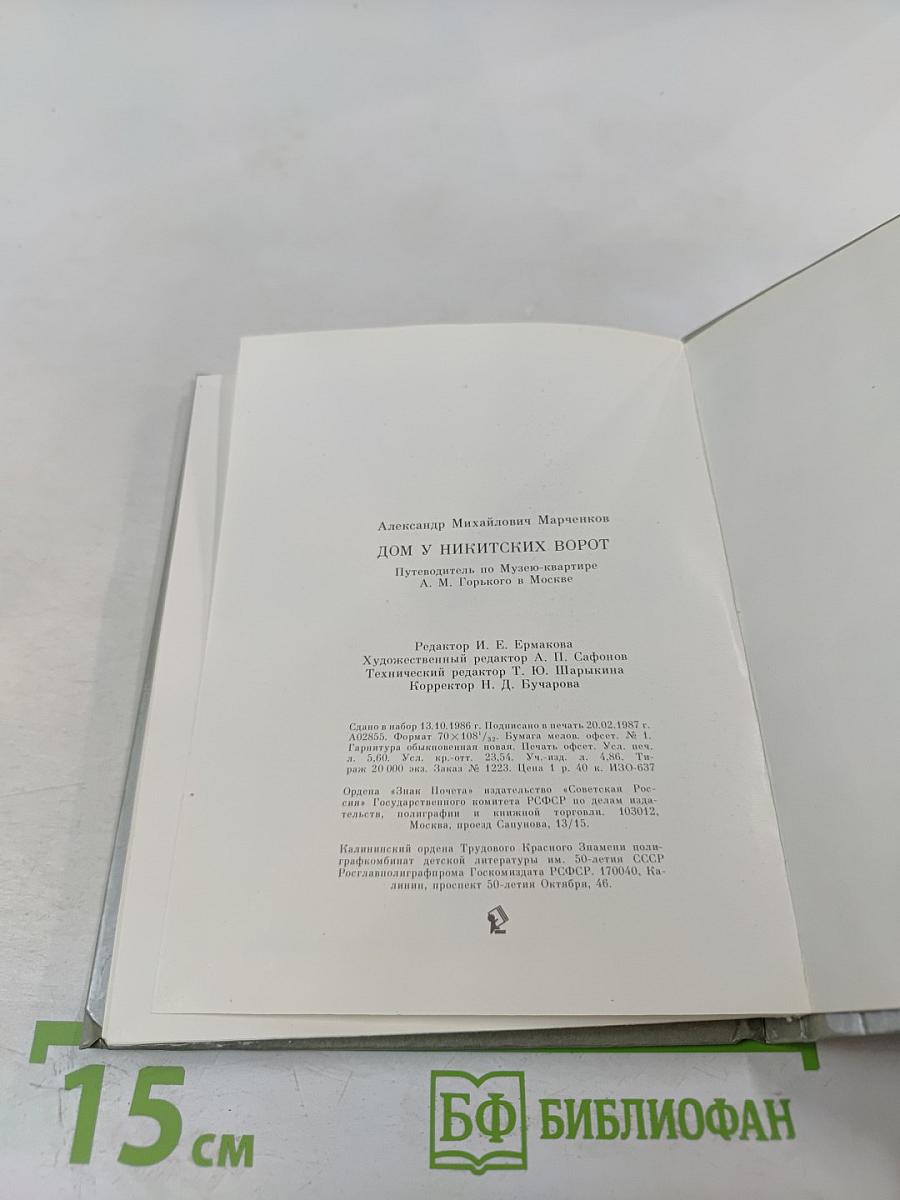 Александр Михайлович Марченков
ДОМ У НИКИТСКИХ ВОРОТ
Путеводитель по Музею-квартире
А. М. Горького в Москве
Редактор И. Е. Ермакова
Художественный редактор А. П. Сафонов
Технический редактор Т. Ю. Шарыкина
Корректор Н. Д. Бучарова
Сдано в набор 13.10.1986 г. Подписано в печать 20.02.1987 г.
А02855. Формат 70×108¹/₃₂. Бумага мелов. офсет. № 1.
Гарнитура обыкновенная новая. Печать офсет. Усл. печ.
л. 5,60. Усл. кр.-отт. 23,54. Уч.-изд. л. 4,86. Ти-
раж 20 000 экз. Заказ № 1223. Цена 1 р. 40 к. ИЗО-637
Ордена «Знак Почета» издательство «Советская Рос-
сия» Государственного комитета РСФСР по делам изда-
тельств, полиграфии и книжной торговли. 103012,
Москва, проезд Сапунова, 13/15.
Калининский ордена Трудового Красного Знамени поли-
графкомбинат детской литературы им. 50-летия СССР
Росглавполиграфпрома Госкомиздата РСФСР. 170040, Ка-
линин, проспект 50-летия Октября, 46.
15 см
БФ БИБЛИОФАН